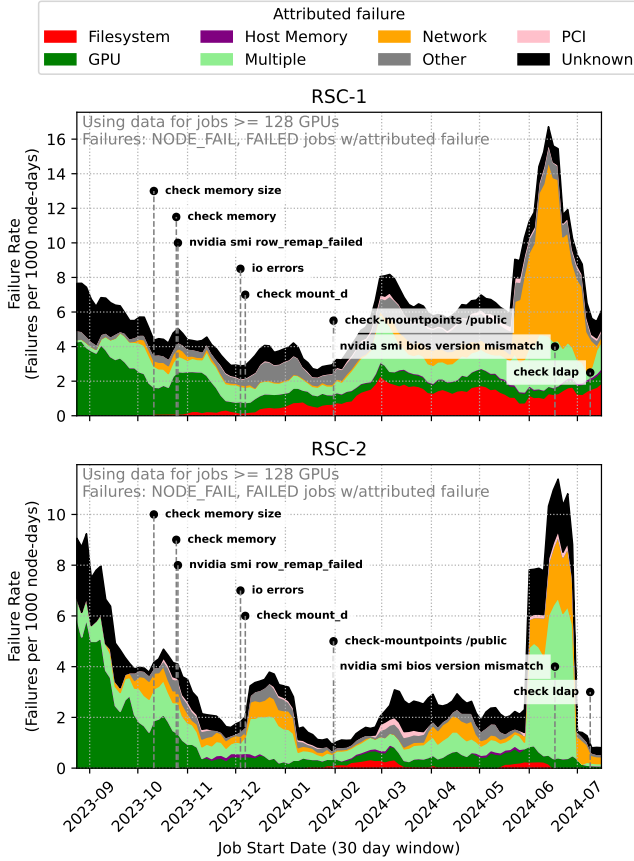 Attributed failure
Filesystem Host Memory Network PCI
GPU Multiple Other Unknown
RSC-1
Using data for jobs >= 128 GPUs
Failures: NODE_FAIL, FAILED jobs w/attributed failure
Failure Rate
(Failures per 1000 node-days)
16
14
12
10
8
6
4
2
0
check memory size
check memory
nvidia smi row_remap_failed
io errors
check mount_d
check-mountpoints /public
nvidia smi bios version mismatch
check ldap
RSC-2
Using data for jobs >= 128 GPUs
Failures: NODE_FAIL, FAILED jobs w/attributed failure
Failure Rate
(Failures per 1000 node-days)
10
8
6
4
2
0
check memory size
check memory
nvidia smi row_remap_failed
io errors
check mount_d
check-mountpoints /public
nvidia smi bios version mismatch
check ldap
2023-09 2023-10 2023-11 2023-12 2024-01 2024-02 2024-03 2024-04 2024-05 2024-06 2024-07
Job Start Date (30 day window)